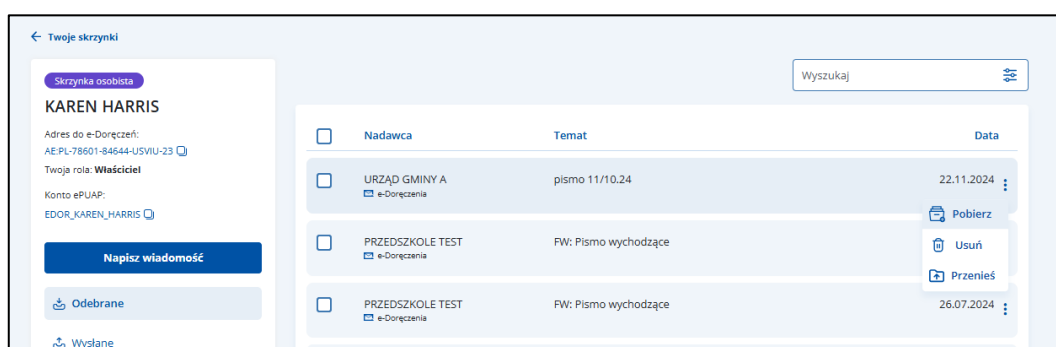 ← Twoje skrzynki
Skrzynka osobista
KAREN HARRIS
Adres do e-Doręczeń:
AE:PL-78601-84644-USVIU-23
Twoja rola: Właściciel
Konto ePUAP:
EDOR_KAREN_HARRIS
Napisz wiadomość
Odebrane
Wysłane
Wyszukaj
Nadawca Temat Data
URZĄD GMINY A pismo 11/10.24 22.11.2024
e-Doręczenia
Pobierz
Usuń
Przenieś
PRZEDSZKOLE TEST FW: Pismo wychodzące
e-Doręczenia
PRZEDSZKOLE TEST FW: Pismo wychodzące 26.07.2024
e-Doręczenia